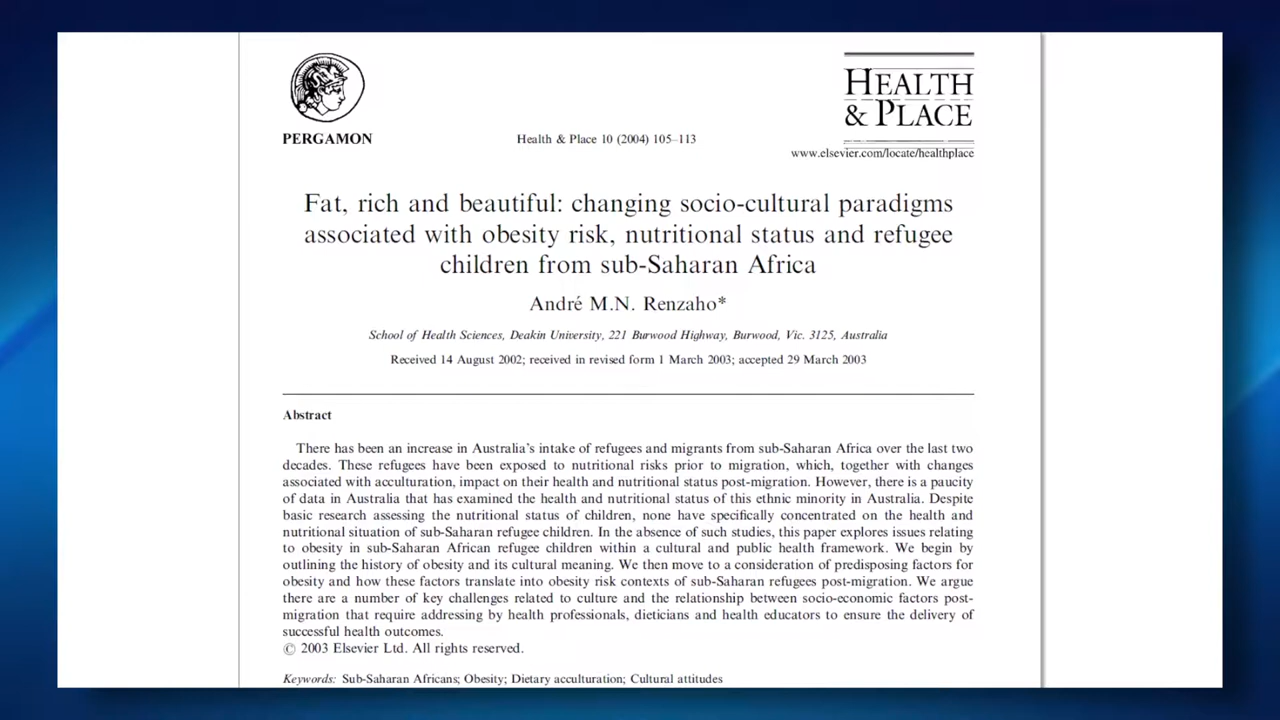 PERGAMON
Health & Place 10 (2004) 105–113
HEALTH
& PLACE
www.elsevier.com/locate/healthplace
Fat, rich and beautiful: changing socio-cultural paradigms
associated with obesity risk, nutritional status and refugee
children from sub-Saharan Africa
André M.N. Renzaho*
School of Health Sciences, Deakin University, 221 Burwood Highway, Burwood, Vic. 3125, Australia
Received 14 August 2002; received in revised form 1 March 2003; accepted 29 March 2003
Abstract
There has been an increase in Australia's intake of refugees and migrants from sub-Saharan Africa over the last two
decades. These refugees have been exposed to nutritional risks prior to migration, which, together with changes
associated with acculturation, impact on their health and nutritional status post-migration. However, there is a paucity
of data in Australia that has examined the health and nutritional status of this ethnic minority in Australia. Despite
basic research assessing the nutritional status of children, none have specifically concentrated on the health and
nutritional situation of sub-Saharan refugee children. In the absence of such studies, this paper explores issues relating
to obesity in sub-Saharan African refugee children within a cultural and public health framework. We begin by
outlining the history of obesity and its cultural meaning. We then move to a consideration of predisposing factors for
obesity and how these factors translate into obesity risk contexts of sub-Saharan refugees post-migration. We argue
there are a number of key challenges related to culture and the relationship between socio-economic factors post-
migration that require addressing by health professionals, dieticians and health educators to ensure the delivery of
successful health outcomes.
© 2003 Elsevier Ltd. All rights reserved.
Keywords: Sub-Saharan Africans; Obesity; Dietary acculturation; Cultural attitudes